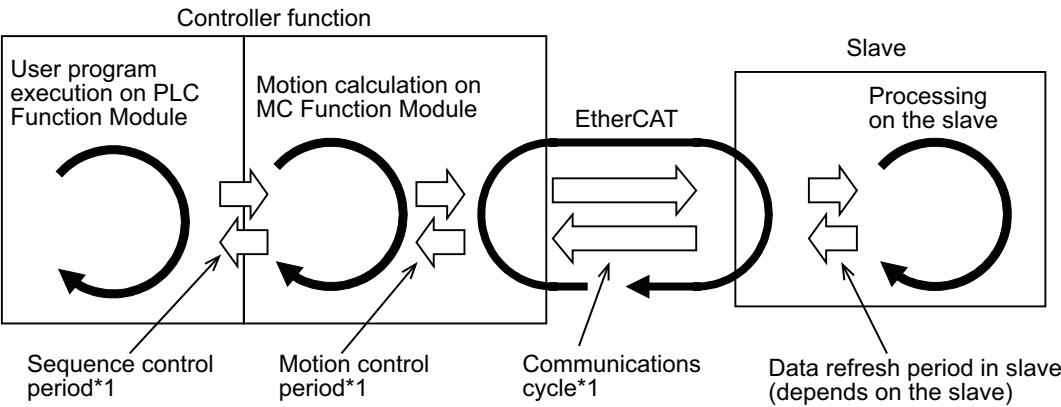 Controller function
User program
execution on PLC
Function Module
Motion calculation on
MC Function Module
EtherCAT
Slave
Processing
on the slave
Sequence control
period*1
Motion control
period*1
Communications
cycle*1
Data refresh period in slave
(depends on the slave)